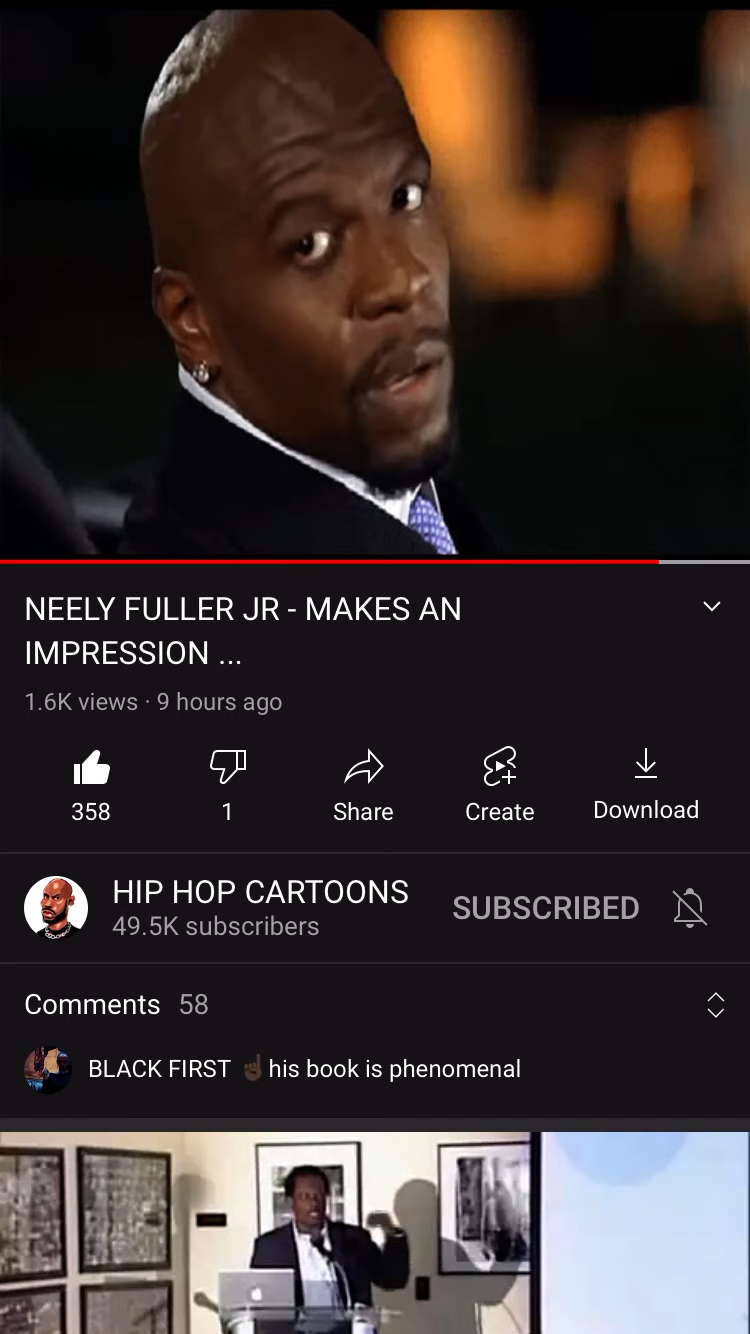 NEELY FULLER JR - MAKES AN
IMPRESSION ...
1.6K views · 9 hours ago
358
1
Share
Create
Download
HIP HOP CARTOONS
49.5K subscribers
SUBSCRIBED
Comments 58
BLACK FIRST ☝🏿his book is phenomenal